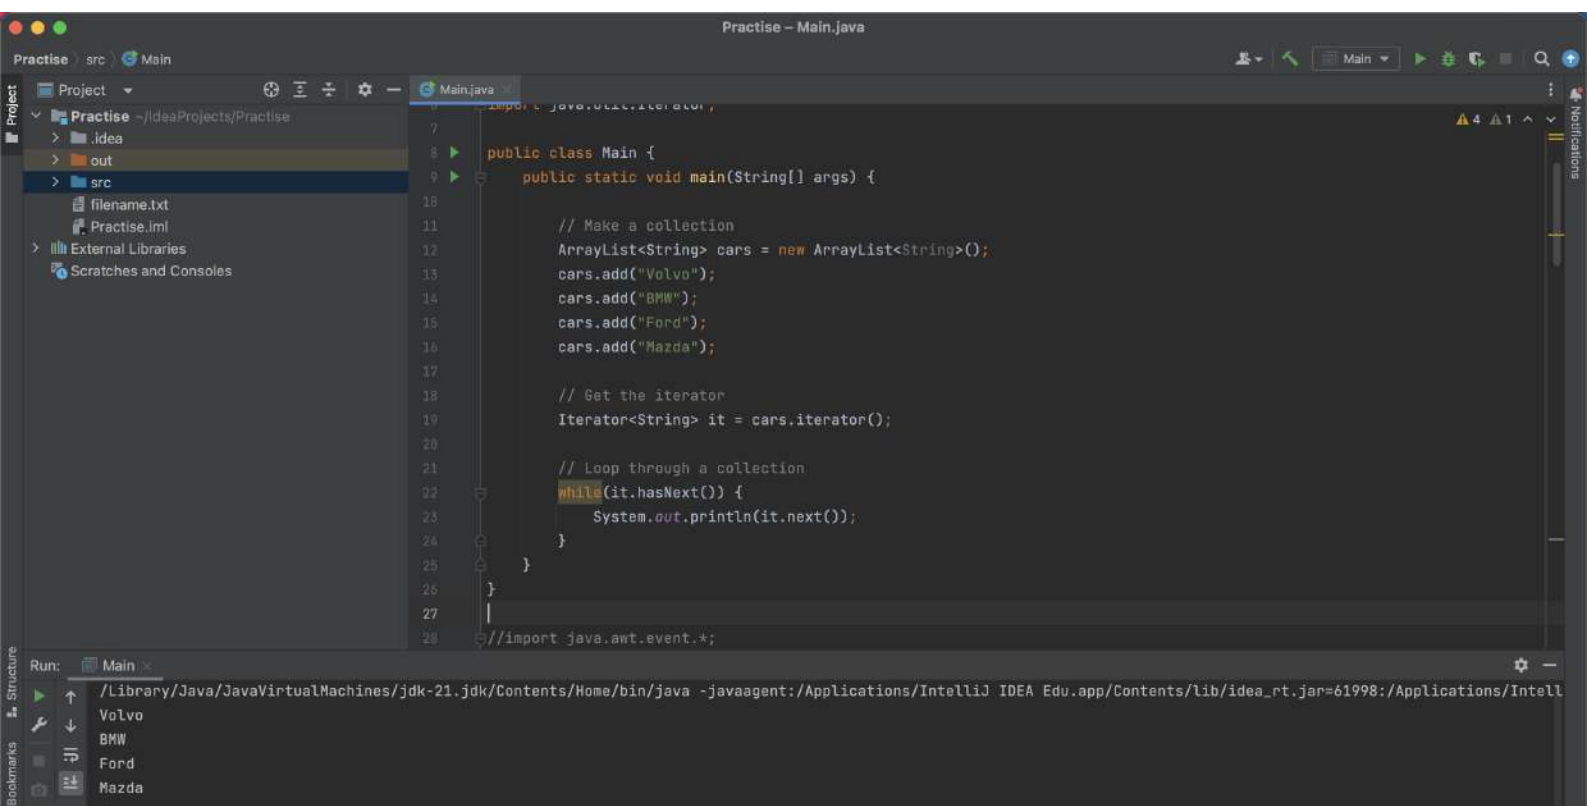 Practise – Main.java
Practise src Main
Main
Project
Project
Main.java
4 1
Notifications
Practise ~/IdeaProjects/Practise
.idea
out
src
filename.txt
Practise.iml
External Libraries
Scratches and Consoles
6 import java.util.Iterator;
7
8 public class Main {
9 public static void main(String[] args) {
10
11 // Make a collection
12 ArrayList<String> cars = new ArrayList<String>();
13 cars.add("Volvo");
14 cars.add("BMW");
15 cars.add("Ford");
16 cars.add("Mazda");
17
18 // Get the iterator
19 Iterator<String> it = cars.iterator();
20
21 // Loop through a collection
22 while(it.hasNext()) {
23 System.out.println(it.next());
24 }
25 }
26 }
27
28 //import java.awt.event.*;
Structure
Bookmarks
Run: Main
/Library/Java/JavaVirtualMachines/jdk-21.jdk/Contents/Home/bin/java -javaagent:/Applications/IntelliJ IDEA Edu.app/Contents/lib/idea_rt.jar=61998:/Applications/Intell
Volvo
BMW
Ford
Mazda